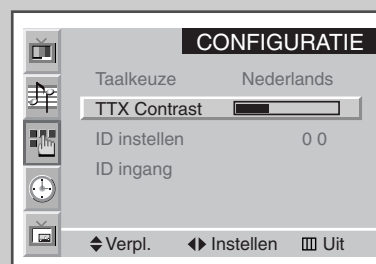 CONFIGURATIE
Taalkeuze Nederlands
TTX Contrast
ID instellen 0 0
ID ingang
Verpl. Instellen Uit